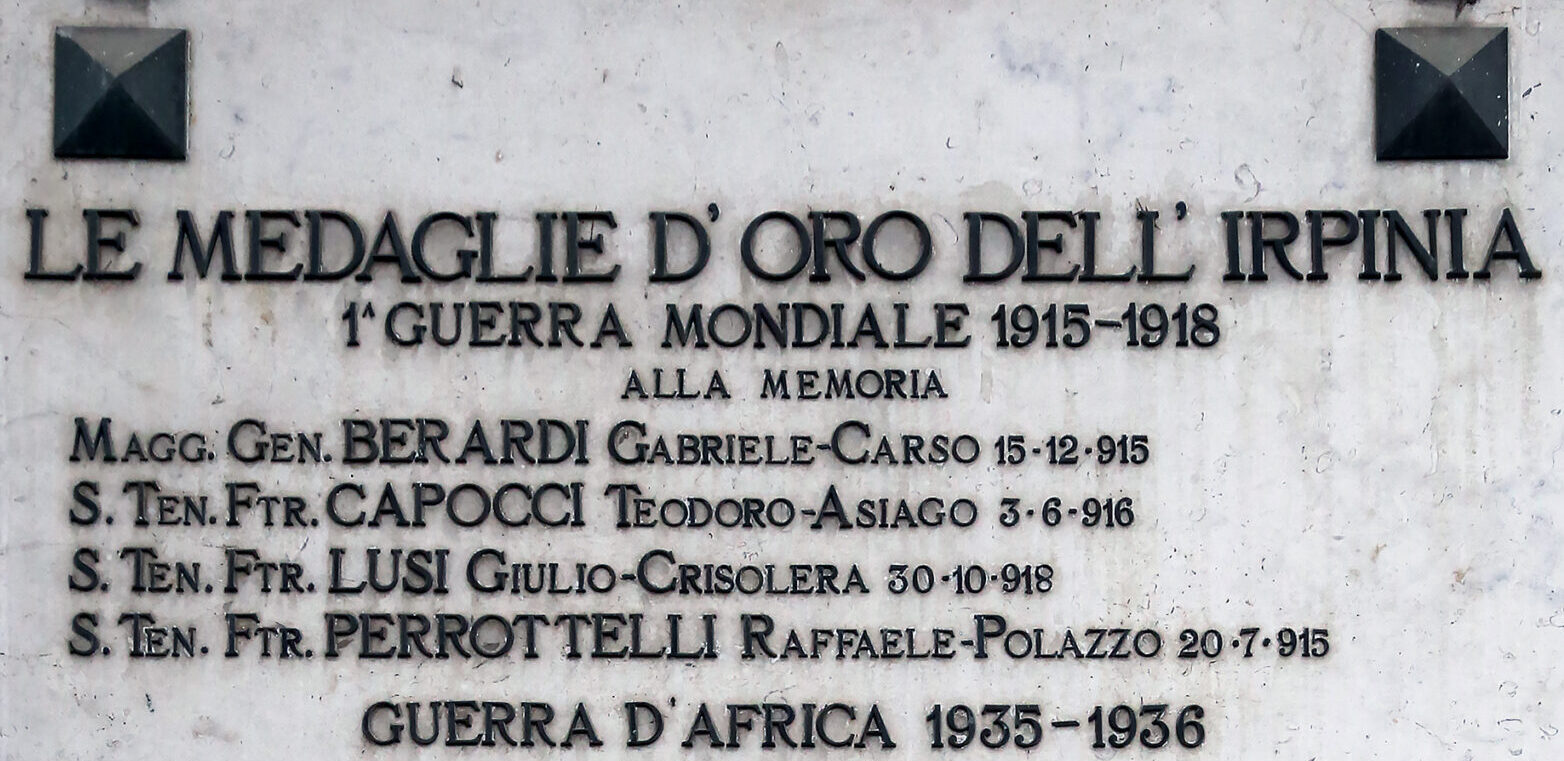 LE MEDAGLIE D'ORO DELL'IRPINIA
1ᴬ GUERRA MONDIALE 1915-1918
ALLA MEMORIA
MAGG. GEN. BERARDI GABRIELE-CARSO 15·12·915
S. TEN. FTR. CAPOCCI TEODORO-ASIAGO 3·6·916
S. TEN. FTR. LUSI GIULIO-CRISOLERA 30·10·918
S. TEN. FTR. PERROTTELLI RAFFAELE-POLAZZO 20·7·915
GUERRA D'AFRICA 1935-1936